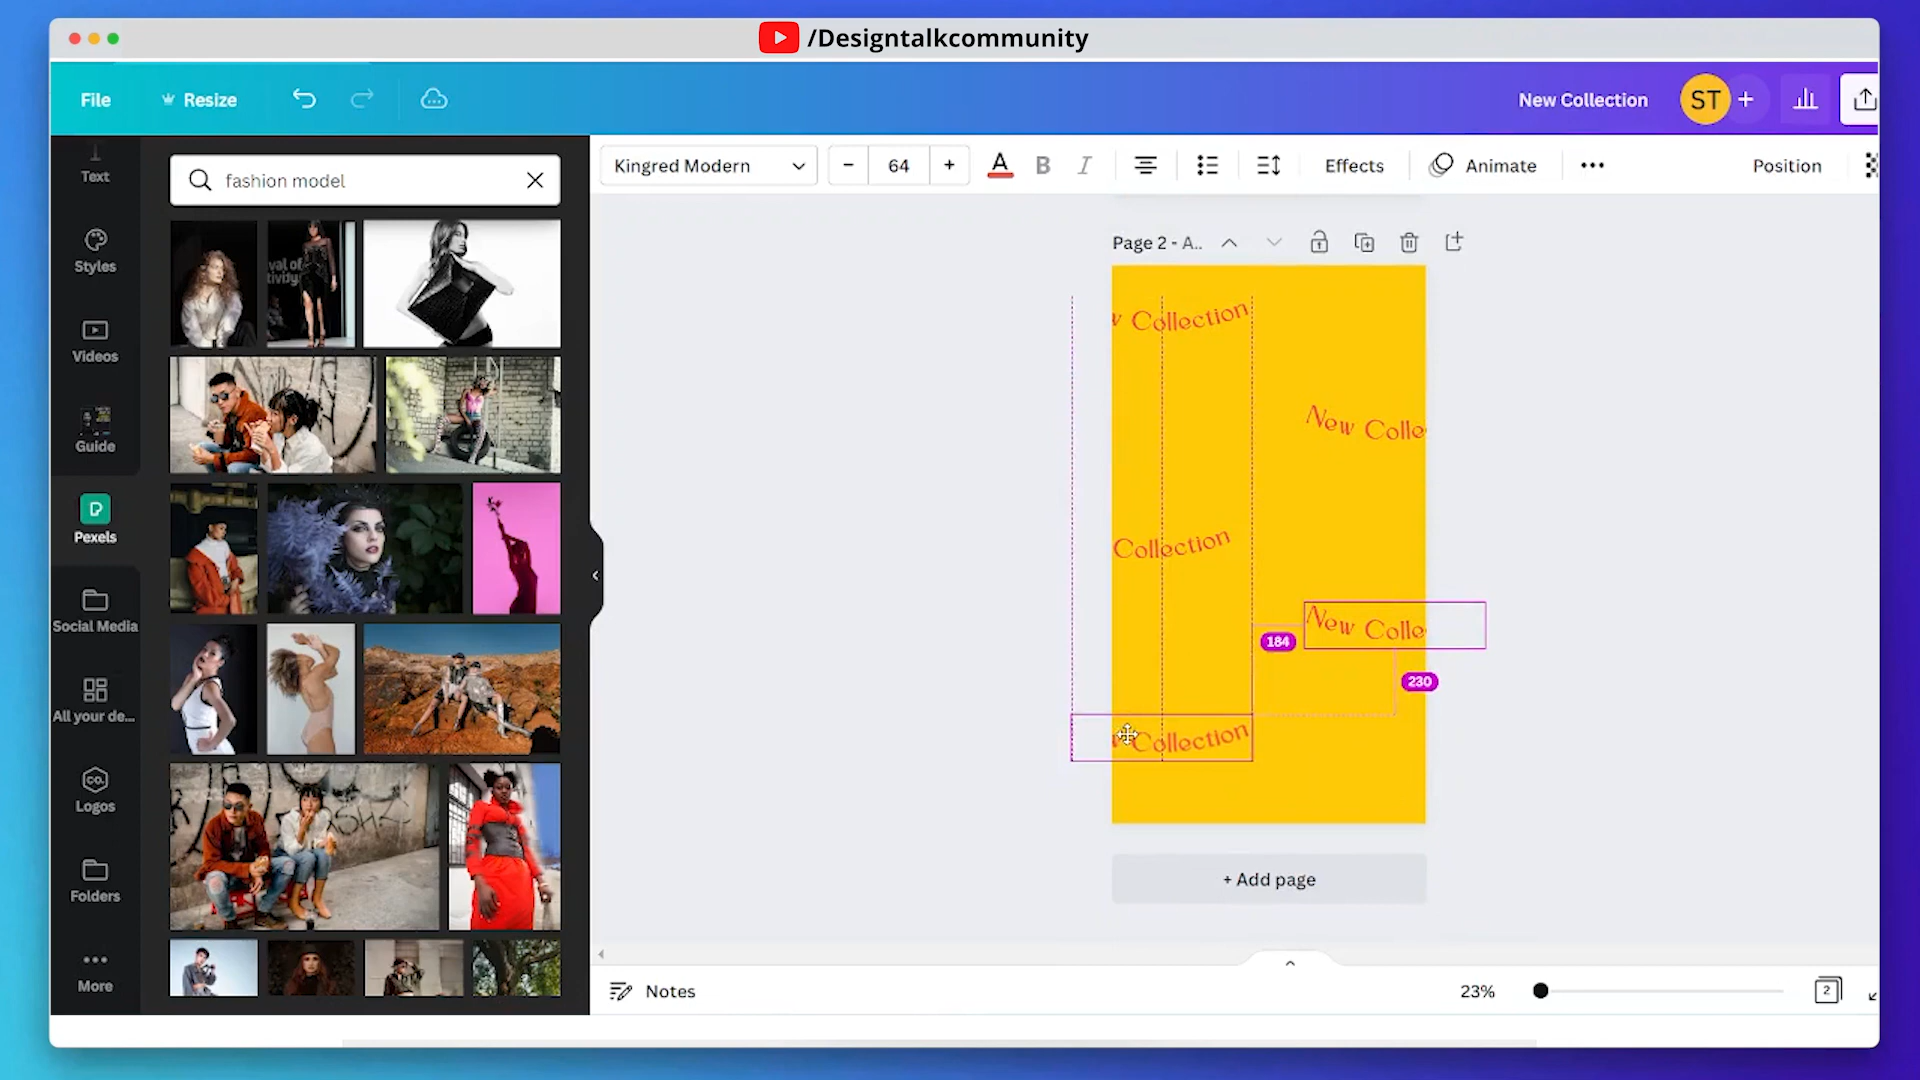 /Designtalkcommunity
File
Resize
New Collection
ST
+
Text
Styles
Videos
Guide
Pexels
Social Media
All your de...
CO.
Logos
Folders
More
fashion model
Kingred Modern
- 64 +
A B I
Effects
Animate
Position
Page 2 - A..
w Collection
New Colle
Collection
New Colle
184
230
Collection
+ Add page
Notes
23%
2